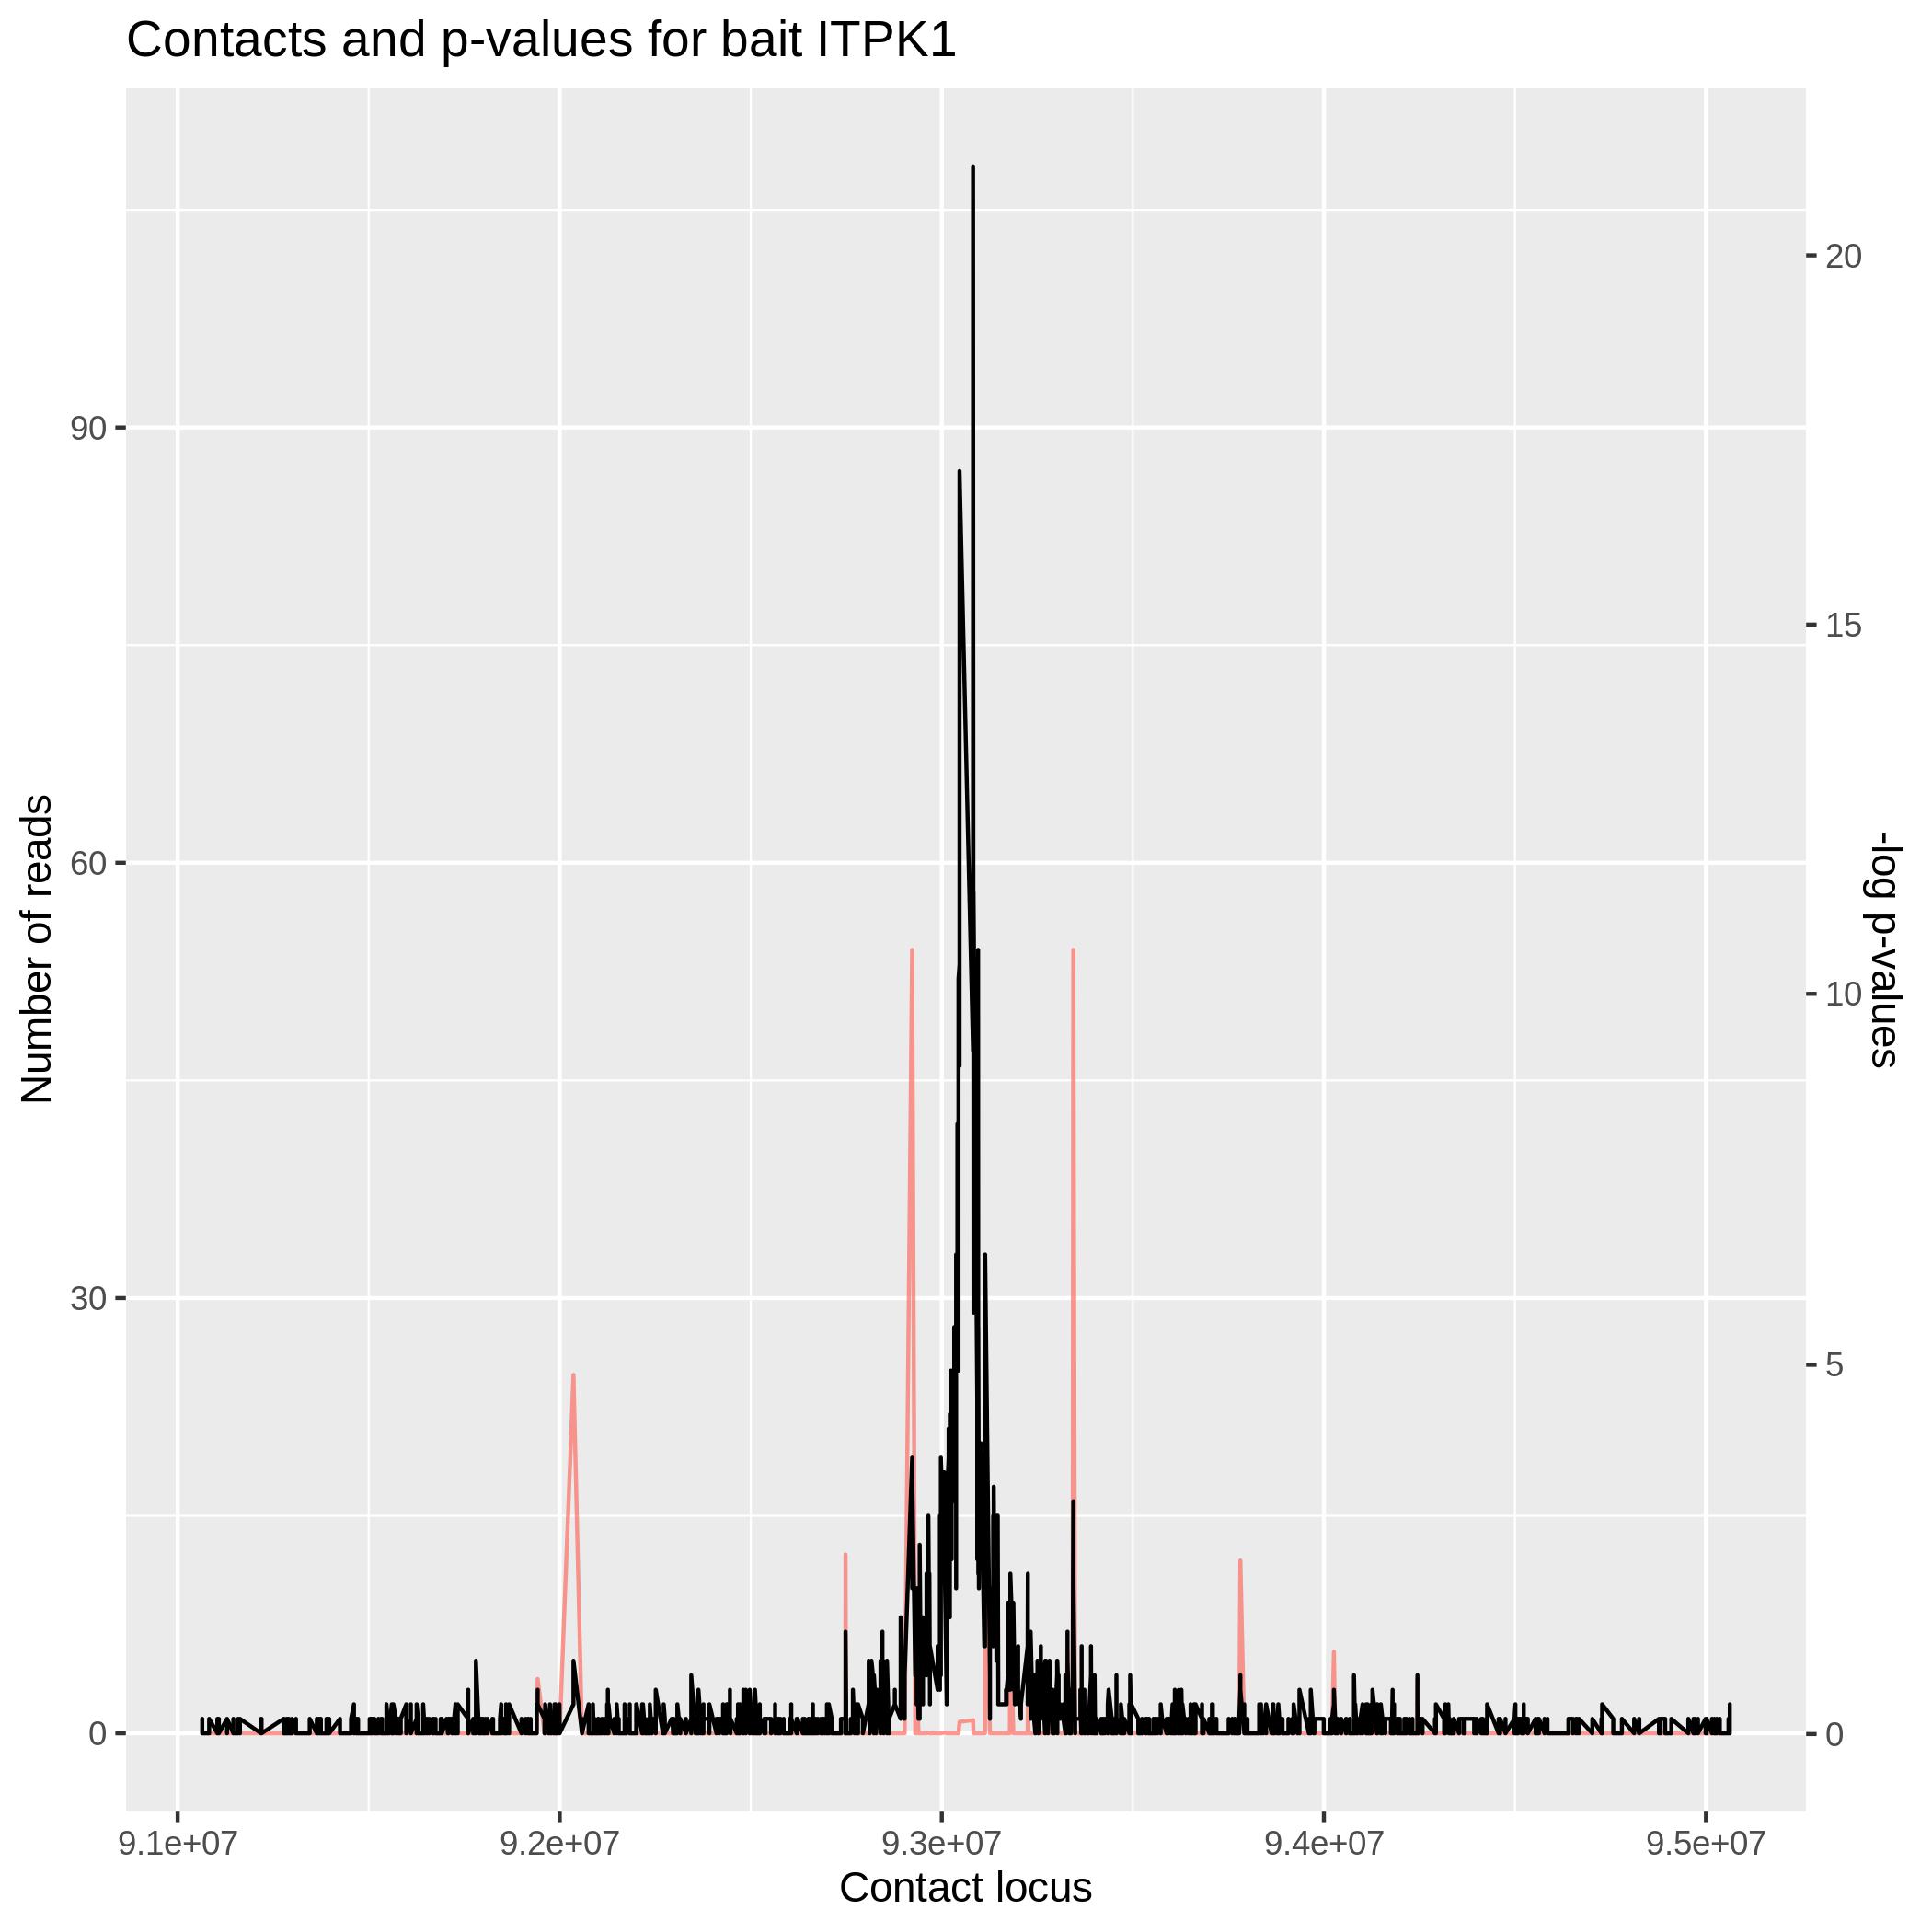 Contacts and p-values for bait ITPK1
Number of reads
90
60
30
0
20
15
10
5
0
-log p-values
9.1e+07
9.2e+07
9.3e+07
9.4e+07
9.5e+07
Contact locus